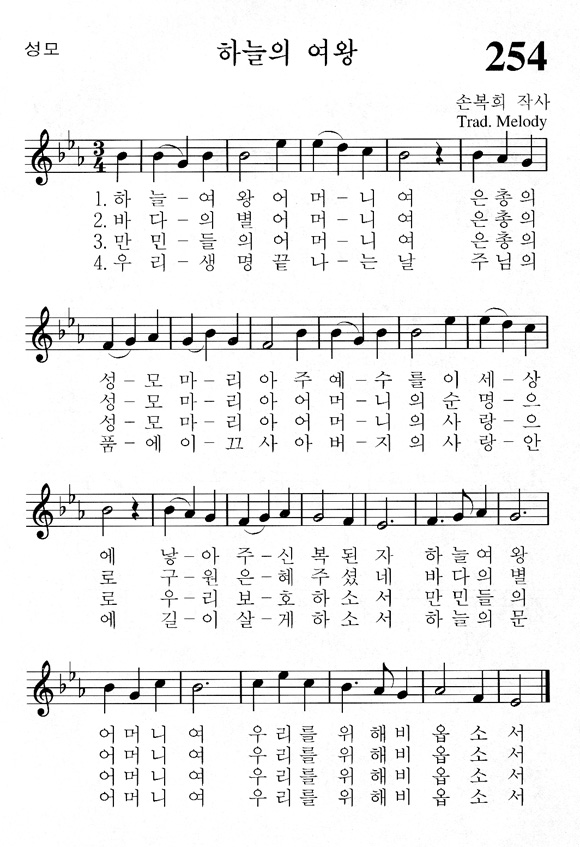 성모
하늘의 여왕
254
손복희 작사
Trad. Melody
1. 하 늘 – 여 왕 어 머 – 니 여 은 총 의
2. 바 다 – 의 별 어 머 – 니 여 은 총 의
3. 만 민 – 들 의 어 머 – 니 여 은 총 의
4. 우 리 – 생 명 끝 나 – 는 날 주 님 의
성 – 모 마 – 리 아 주 예 – 수 를 이 세 – 상
성 – 모 마 – 리 아 어 머 – 니 의 순 명 – 으
성 – 모 마 – 리 아 어 머 – 니 의 사 랑 – 으
품 – 에 이 – 끄 사 아 버 – 지 의 사 랑 – 안
에 낳 – 아 주 – 신 복 된 자 하 늘 여 왕
로 구 – 원 은 – 혜 주 셨 네 바 다 의 별
로 우 – 리 보 – 호 하 소 서 만 민 들 의
에 길 – 이 살 – 게 하 소 서 하 늘 의 문
어 머 니 여 우 리 를 위 해 비 옵 소 서
어 머 니 여 우 리 를 위 해 비 옵 소 서
어 머 니 여 우 리 를 위 해 비 옵 소 서
어 머 니 여 우 리 를 위 해 비 옵 소 서